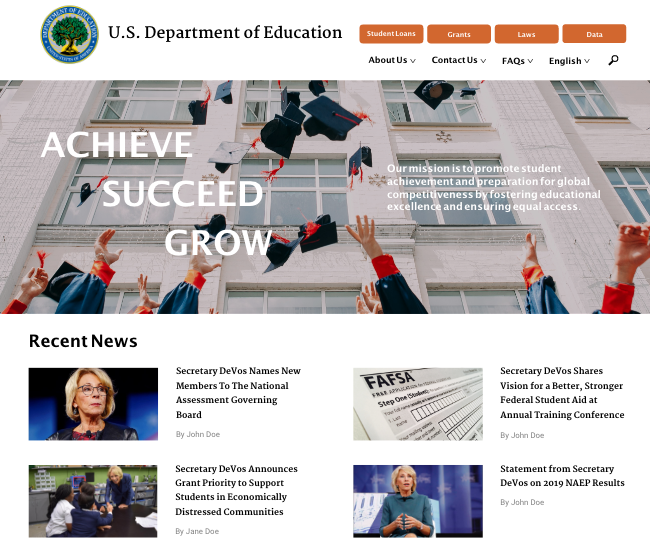 U.S. Department of Education
Student Loans
Grants
Laws
Data
About Us
Contact Us
FAQs
English
ACHIEVE
SUCCEED
GROW
Our mission is to promote student
achievement and preparation for global
competitiveness by fostering educational
excellence and ensuring equal access.
Recent News
Secretary DeVos Names New
Members To The National
Assessment Governing
Board
By John Doe
FAFSA
Step One (Student)
Secretary DeVos Shares
Vision for a Better, Stronger
Federal Student Aid at
Annual Training Conference
By John Doe
Secretary DeVos Announces
Grant Priority to Support
Students in Economically
Distressed Communities
By Jane Doe
Statement from Secretary
DeVos on 2019 NAEP Results
By John Doe